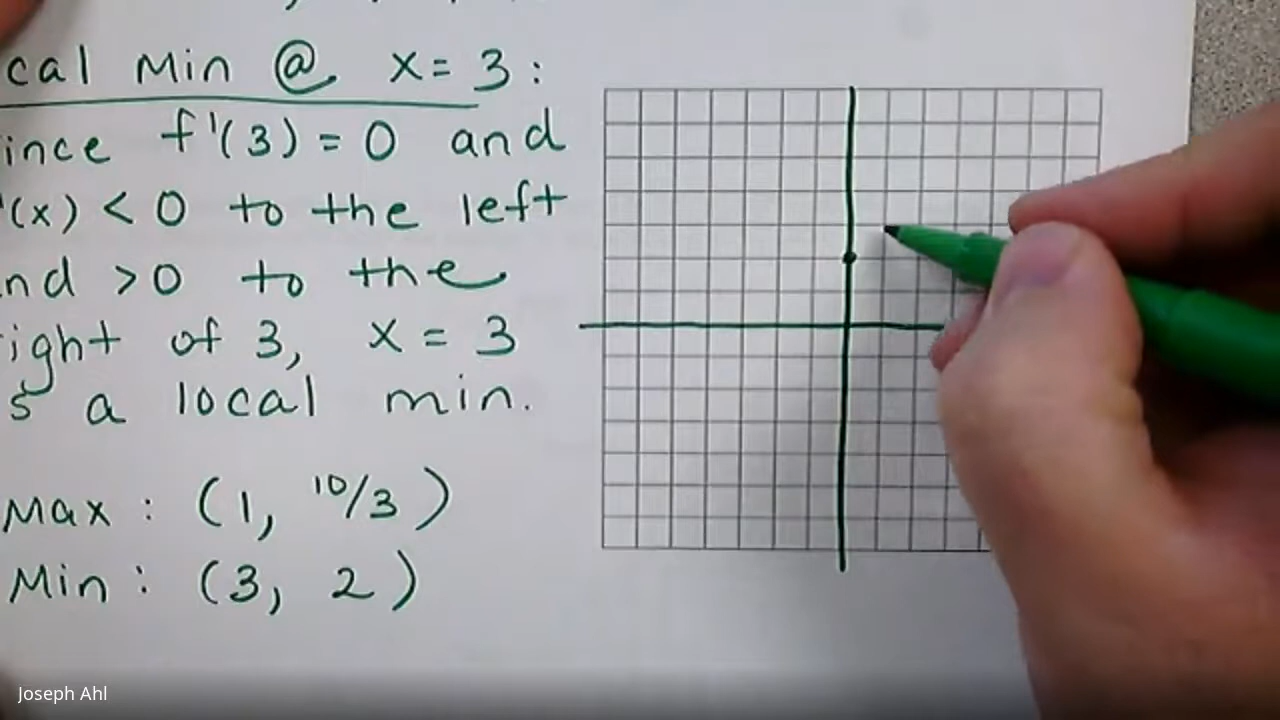 cal Min @ x = 3 :
ince f'(3) = 0 and
'(x) < 0 to the left
nd > 0 to the
ight of 3, x = 3
s a local min.
Max : (1, 10/3)
Min : (3, 2)
Joseph Ahl